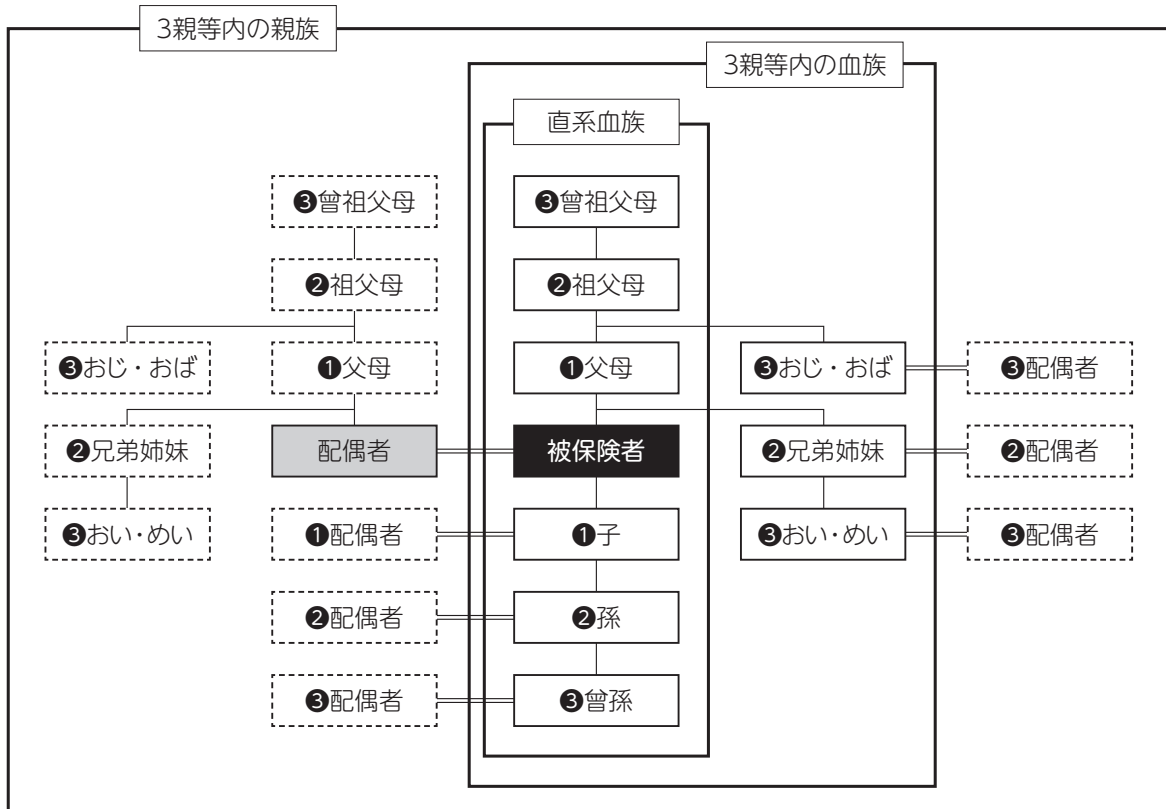 3親等内の親族
3親等内の血族
直系血族
❸曾祖父母
❸曾祖父母
❷祖父母
❷祖父母
❸おじ・おば
❶父母
❶父母
❸おじ・おば
❸配偶者
❷兄弟姉妹
配偶者
被保険者
❷兄弟姉妹
❷配偶者
❸おい・めい
❶配偶者
❶子
❸おい・めい
❸配偶者
❷配偶者
❷孫
❸配偶者
❸曾孫